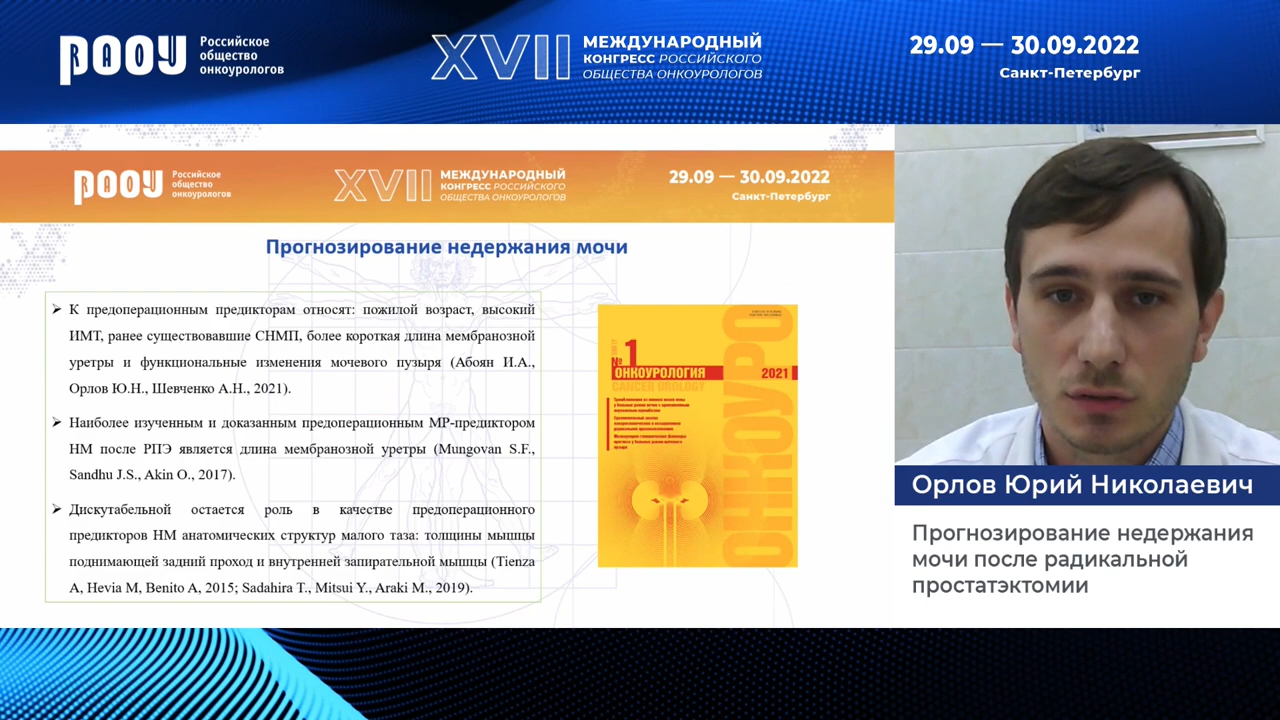 РООУ
Российское
общество
онкоурологов
XVII
МЕЖДУНАРОДНЫЙ
КОНГРЕСС РОССИЙСКОГО
ОБЩЕСТВА ОНКОУРОЛОГОВ
29.09 — 30.09.2022
Санкт-Петербург
РООУ
Российское
общество
онкоурологов
XVII
МЕЖДУНАРОДНЫЙ
КОНГРЕСС РОССИЙСКОГО
ОБЩЕСТВА ОНКОУРОЛОГОВ
29.09 — 30.09.2022
Санкт-Петербург
Прогнозирование недержания мочи
К предоперационным предикторам относят: пожилой возраст, высокий
ИМТ, ранее существовавшие СНМП, более короткая длина мембранозной
уретры и функциональные изменения мочевого пузыря (Абоян И.А.,
Орлов Ю.Н., Шевченко А.Н., 2021).
Наиболее изученным и доказанным предоперационным МР-предиктором
НМ после РПЭ является длина мембранозной уретры (Mungovan S.F.,
Sandhu J.S., Akin O., 2017).
Дискутабельной остается роль в качестве предоперационного
предикторов НМ анатомических структур малого таза: толщины мышцы
поднимающей задний проход и внутренней запирательной мышцы (Tienza
A, Hevia M, Benito A, 2015; Sadahira T., Mitsui Y., Araki M., 2019).
№ 1
ОНКОУРОЛОГИЯ 2021
CANCER UROLOGY
ОНКОУРО
Орлов Юрий Николаевич
Прогнозирование недержания
мочи после радикальной
простатэктомии